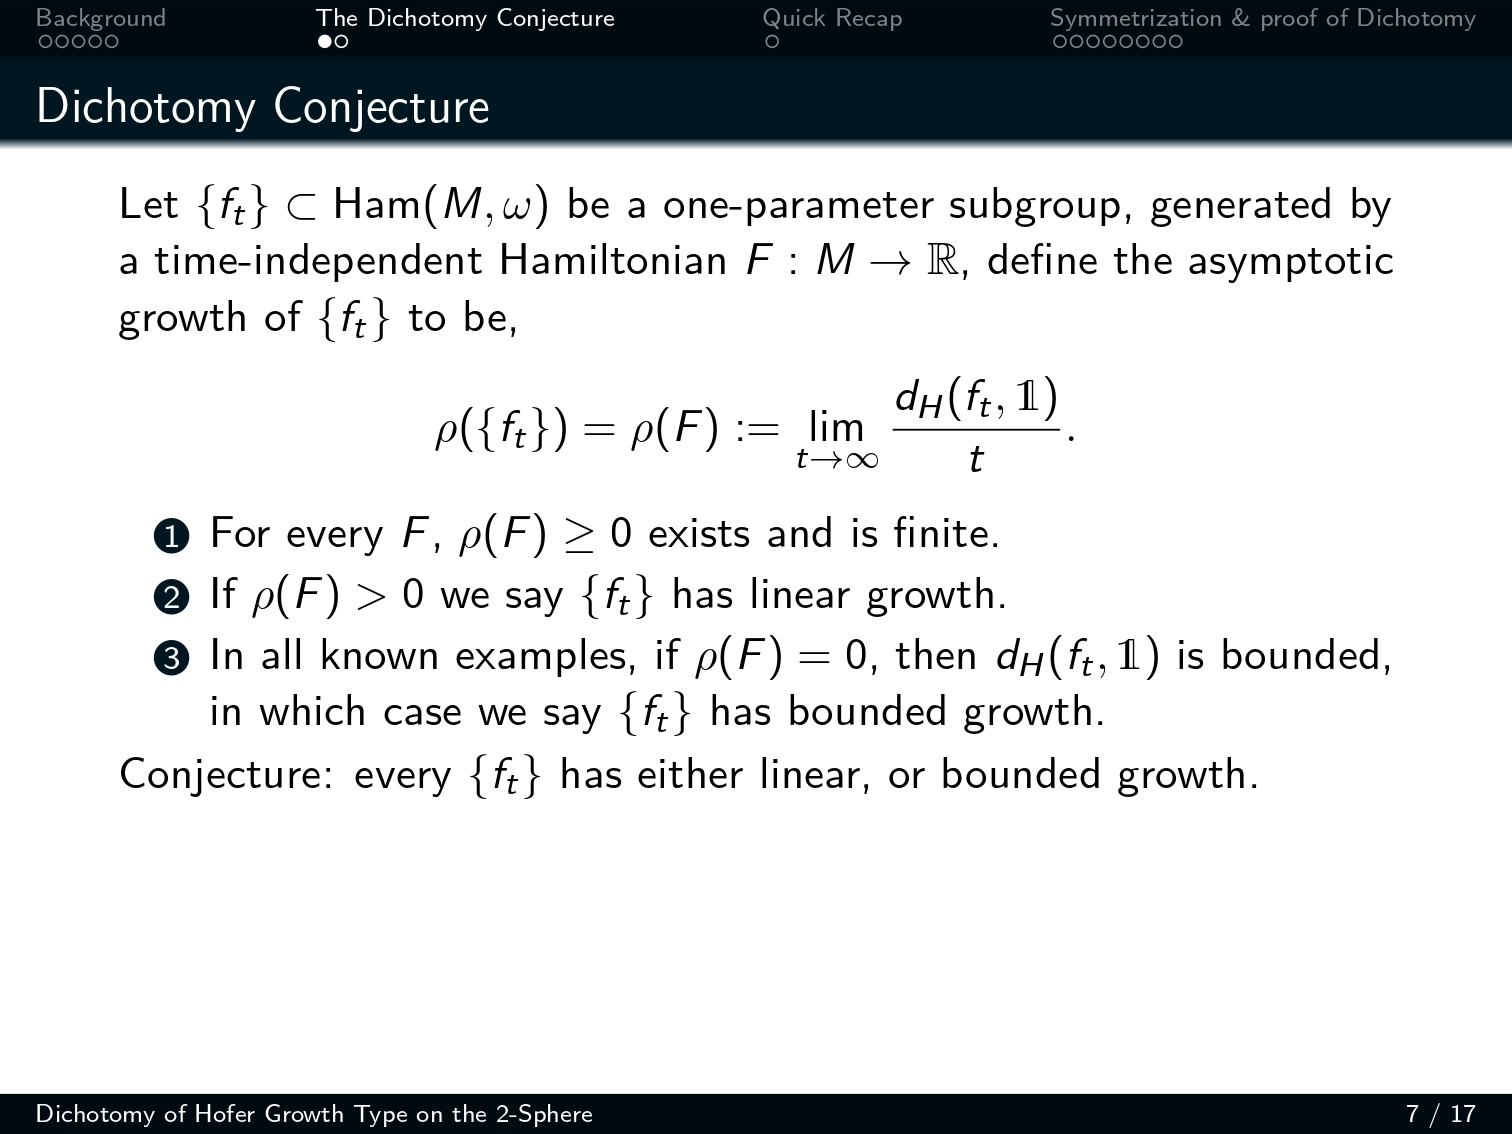 Background The Dichotomy Conjecture Quick Recap Symmetrization & proof of Dichotomy
Dichotomy Conjecture
Let {f_t} ⊂ Ham(M, ω) be a one-parameter subgroup, generated by
a time-independent Hamiltonian F : M → ℝ, define the asymptotic
growth of {f_t} to be,
ρ({f_t}) = ρ(F) := lim_{t→∞} d_H(f_t, 𝟙) / t.
1 For every F, ρ(F) ≥ 0 exists and is finite.
2 If ρ(F) > 0 we say {f_t} has linear growth.
3 In all known examples, if ρ(F) = 0, then d_H(f_t, 𝟙) is bounded,
in which case we say {f_t} has bounded growth.
Conjecture: every {f_t} has either linear, or bounded growth.
Dichotomy of Hofer Growth Type on the 2-Sphere 7 / 17